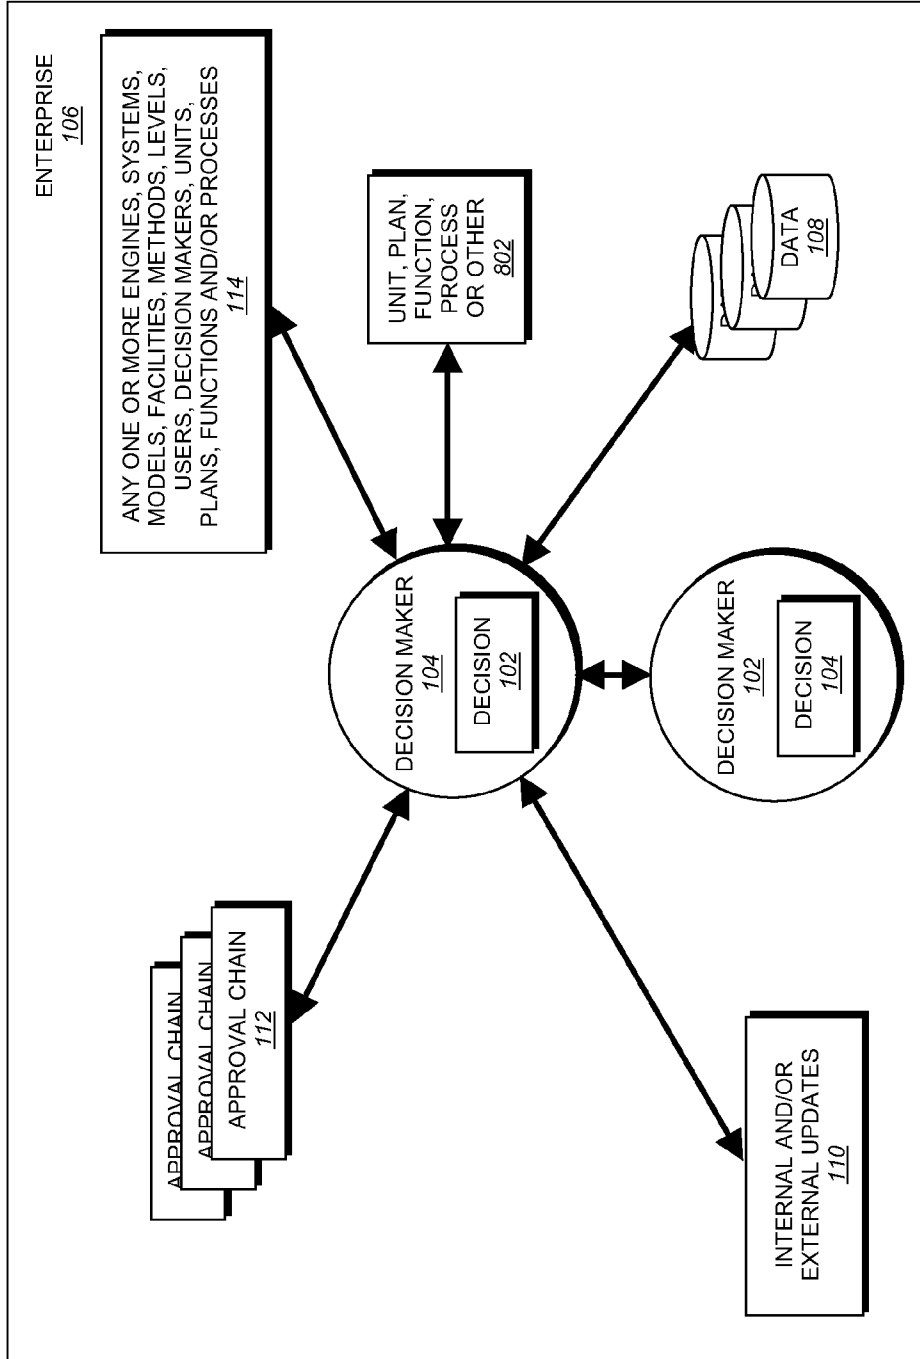 ENTERPRISE
106
APPROVAL CHAIN
APPROVAL CHAIN
APPROVAL CHAIN
112
ANY ONE OR MORE ENGINES, SYSTEMS,
MODELS, FACILITIES, METHODS, LEVELS,
USERS, DECISION MAKERS, UNITS,
PLANS, FUNCTIONS AND/OR PROCESSES
114
DECISION MAKER
104
DECISION
102
UNIT, PLAN,
FUNCTION,
PROCESS
OR OTHER
802
INTERNAL AND/OR
EXTERNAL UPDATES
110
DECISION MAKER
102
DECISION
104
DATA
108